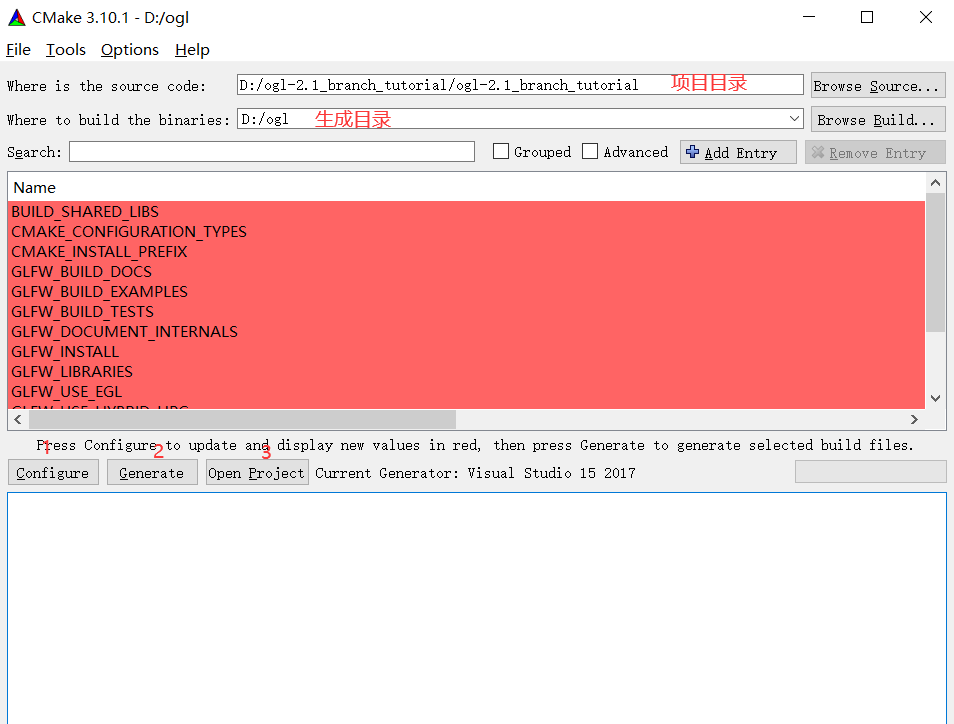 CMake 3.10.1 - D:/ogl
File Tools Options Help
Where is the source code: D:/ogl-2.1_branch_tutorial/ogl-2.1_branch_tutorial 项目目录 Browse Source...
Where to build the binaries: D:/ogl 生成目录 Browse Build...
Search: Grouped Advanced Add Entry Remove Entry
Name
BUILD_SHARED_LIBS
CMAKE_CONFIGURATION_TYPES
CMAKE_INSTALL_PREFIX
GLFW_BUILD_DOCS
GLFW_BUILD_EXAMPLES
GLFW_BUILD_TESTS
GLFW_DOCUMENT_INTERNALS
GLFW_INSTALL
GLFW_LIBRARIES
GLFW_USE_EGL
GLFW_USE_HYBRID_HPG
Press Configure to update and display new values in red, then press Generate to generate selected build files.
1 2 3
Configure Generate Open Project Current Generator: Visual Studio 15 2017